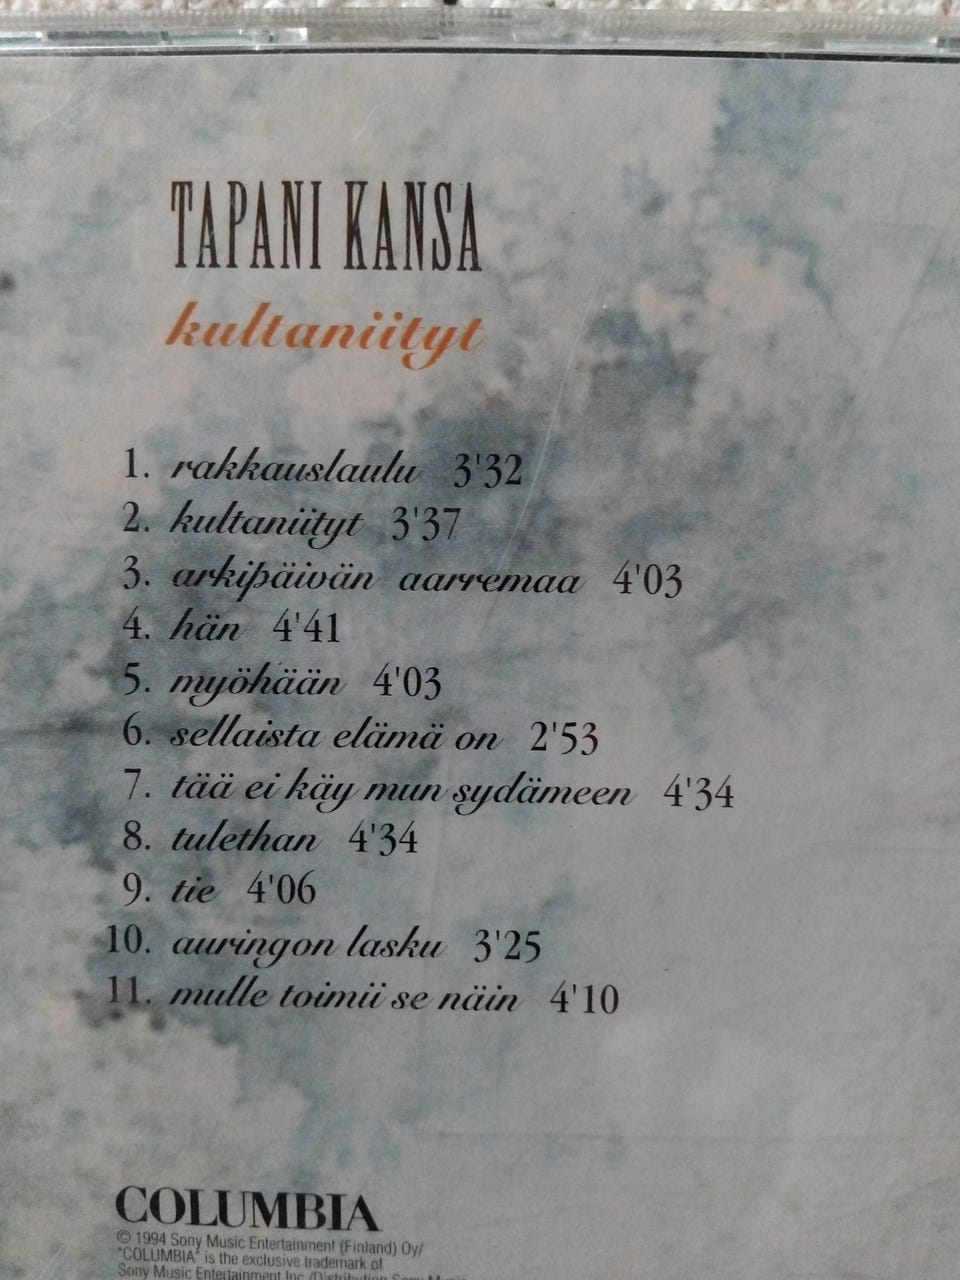 TAPANI KANSA
kultaniityt
1. rakkauslaulu 3'32
2. kultaniityt 3'37
3. arkipäivän aarremaa 4'03
4. hän 4'41
5. myöhään 4'03
6. sellaista elämä on 2'53
7. tää ei käy mun sydämeen 4'34
8. tulethan 4'34
9. tie 4'06
10. auringon lasku 3'25
11. mulle toimii se näin 4'10
COLUMBIA
© 1994 Sony Music Entertainment (Finland) Oy/
"COLUMBIA" is the exclusive trademark of
Sony Music Entertainment Inc./Distribution Sony Music